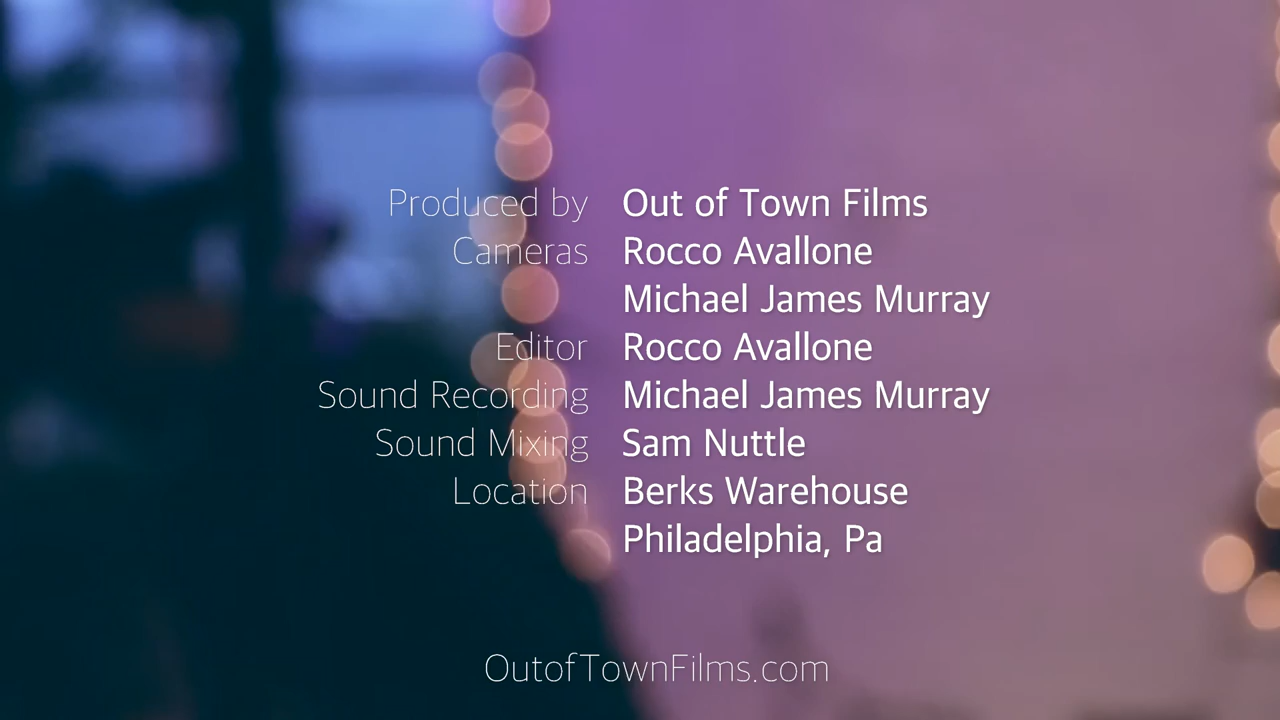 Produced by Out of Town Films
Cameras Rocco Avallone
Michael James Murray
Editor Rocco Avallone
Sound Recording Michael James Murray
Sound Mixing Sam Nuttle
Location Berks Warehouse
Philadelphia, Pa
OutofTownFilms.com